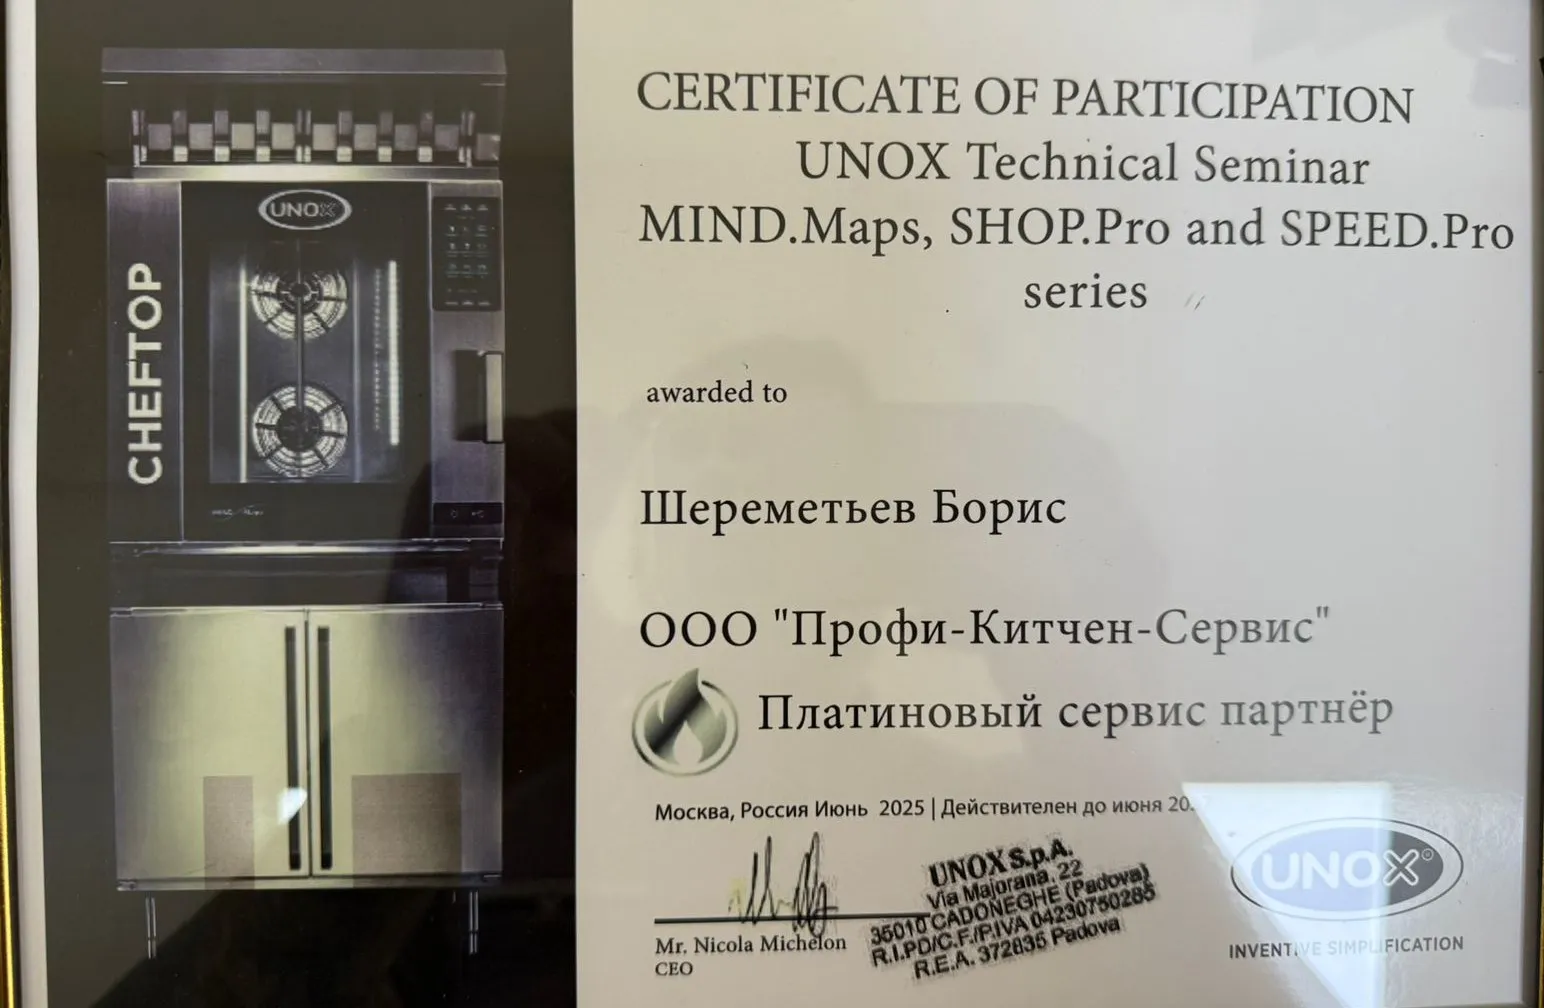 UNOX
CHEFTOP
CERTIFICATE OF PARTICIPATION
UNOX Technical Seminar
MIND.Maps, SHOP.Pro and SPEED.Pro
series
awarded to
Шереметьев Борис
ООО "Профи-Китчен-Сервис"
Платиновый сервис партнёр
Москва, Россия Июнь 2025 | Действителен до июня
Mr. Nicola Michelon
CEO
UNOX S.p.A.
Via Majorana, 22
35010 CADONEGHE (Padova)
R.I.PD/C.F./P.IVA 04230750285
R.E.A. 372835 Padova
UNOX®
INVENTIVE SIMPLIFICATION